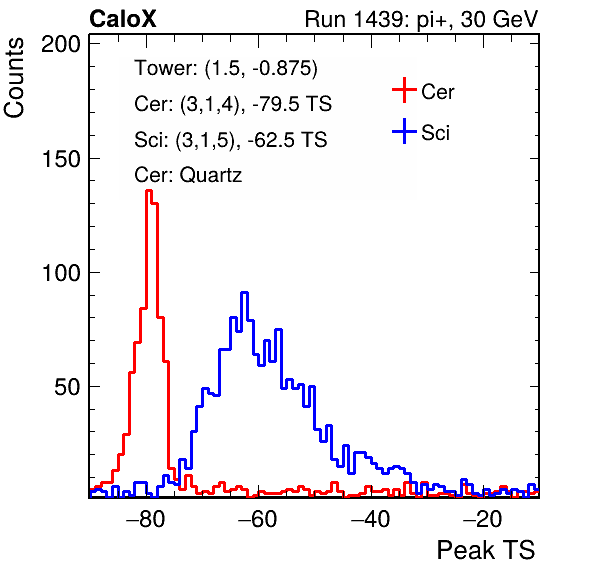 CaloX Run 1439: pi+, 30 GeV
Counts
200
150
100
50
Tower: (1.5, -0.875)
Cer: (3,1,4), -79.5 TS
Sci: (3,1,5), -62.5 TS
Cer: Quartz
Cer
Sci
−80 −60 −40 −20
Peak TS